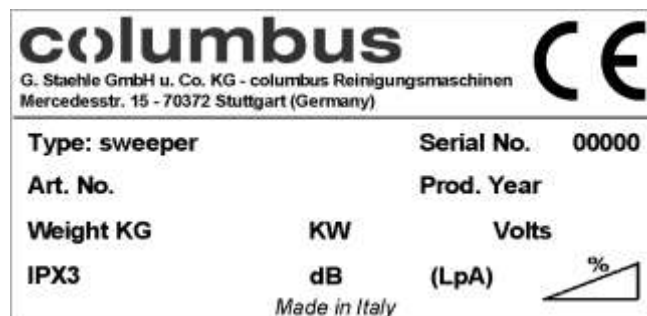 columbus CE
G. Staehle GmbH u. Co. KG - columbus Reinigungsmaschinen
Mercedesstr. 15 - 70372 Stuttgart (Germany)
Type: sweeper Serial No. 00000
Art. No. Prod. Year
Weight KG KW Volts
IPX3 dB (LpA) %
Made in Italy